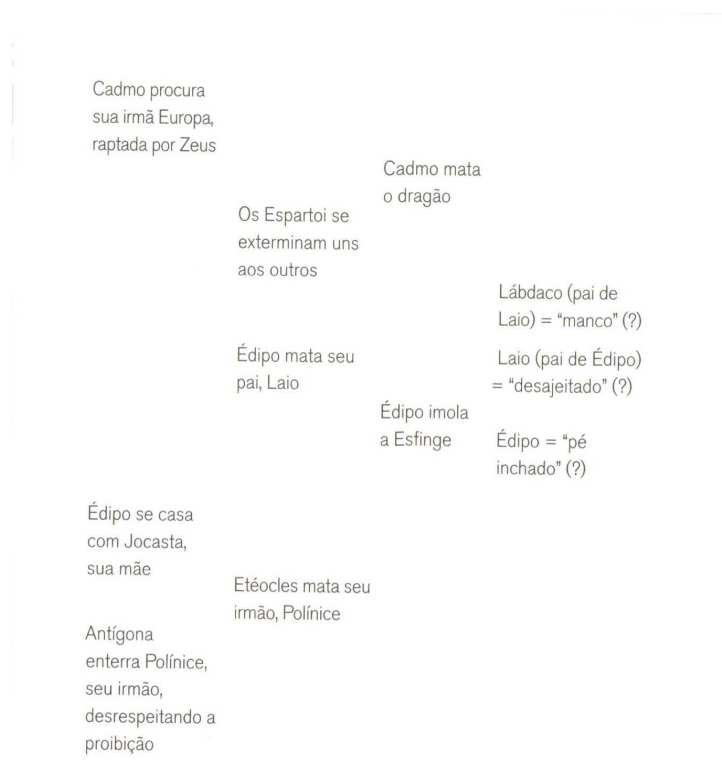 Cadmo procura
sua irmã Europa,
raptada por Zeus
Cadmo mata
o dragão
Os Espartoi se
exterminam uns
aos outros
Lábdaco (pai de
Laio) = "manco" (?)
Édipo mata seu
pai, Laio
Laio (pai de Édipo)
= "desajeitado" (?)
Édipo imola
a Esfinge
Édipo = "pé
inchado" (?)
Édipo se casa
com Jocasta,
sua mãe
Etéocles mata seu
irmão, Polínice
Antígona
enterra Polínice,
seu irmão,
desrespeitando a
proibição